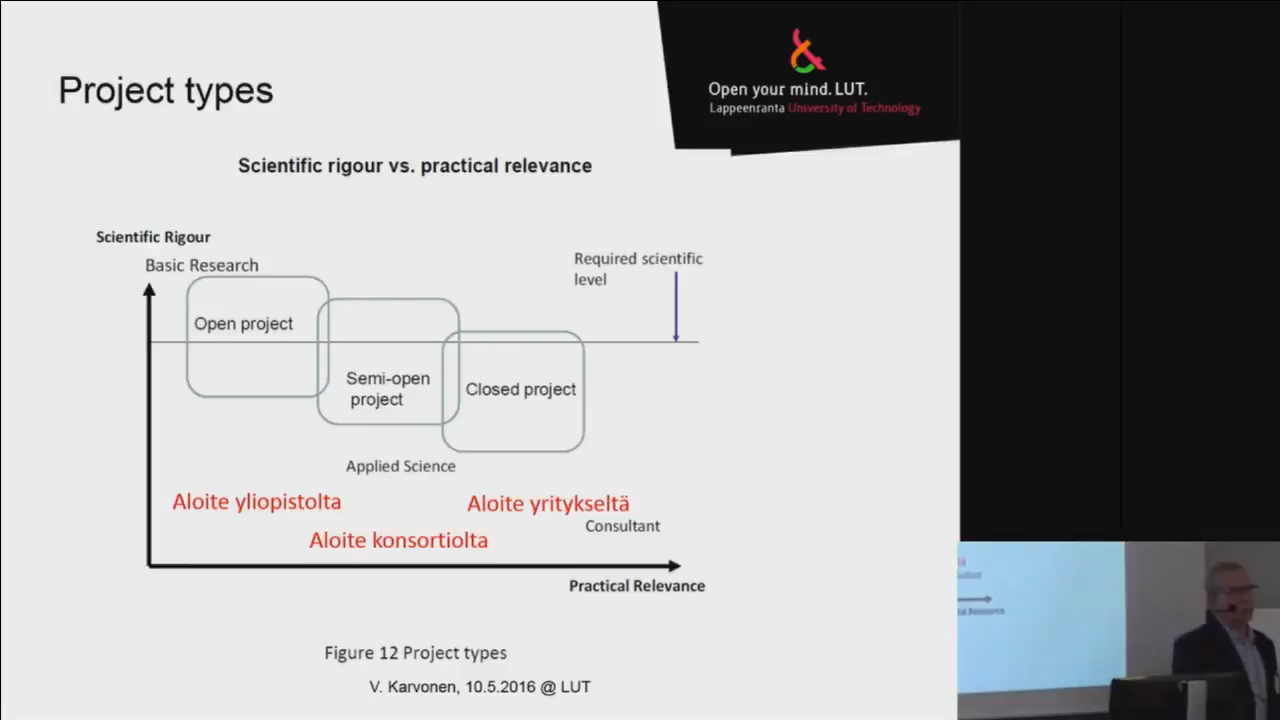 Project types
Open your mind. LUT.
Lappeenranta University of Technology
Scientific rigour vs. practical relevance
Scientific Rigour
Basic Research
Required scientific
level
Open project
Semi-open
project
Closed project
Applied Science
Aloite yliopistolta
Aloite yritykseltä
Consultant
Aloite konsortiolta
Practical Relevance
Figure 12 Project types
V. Karvonen, 10.5.2016 @ LUT